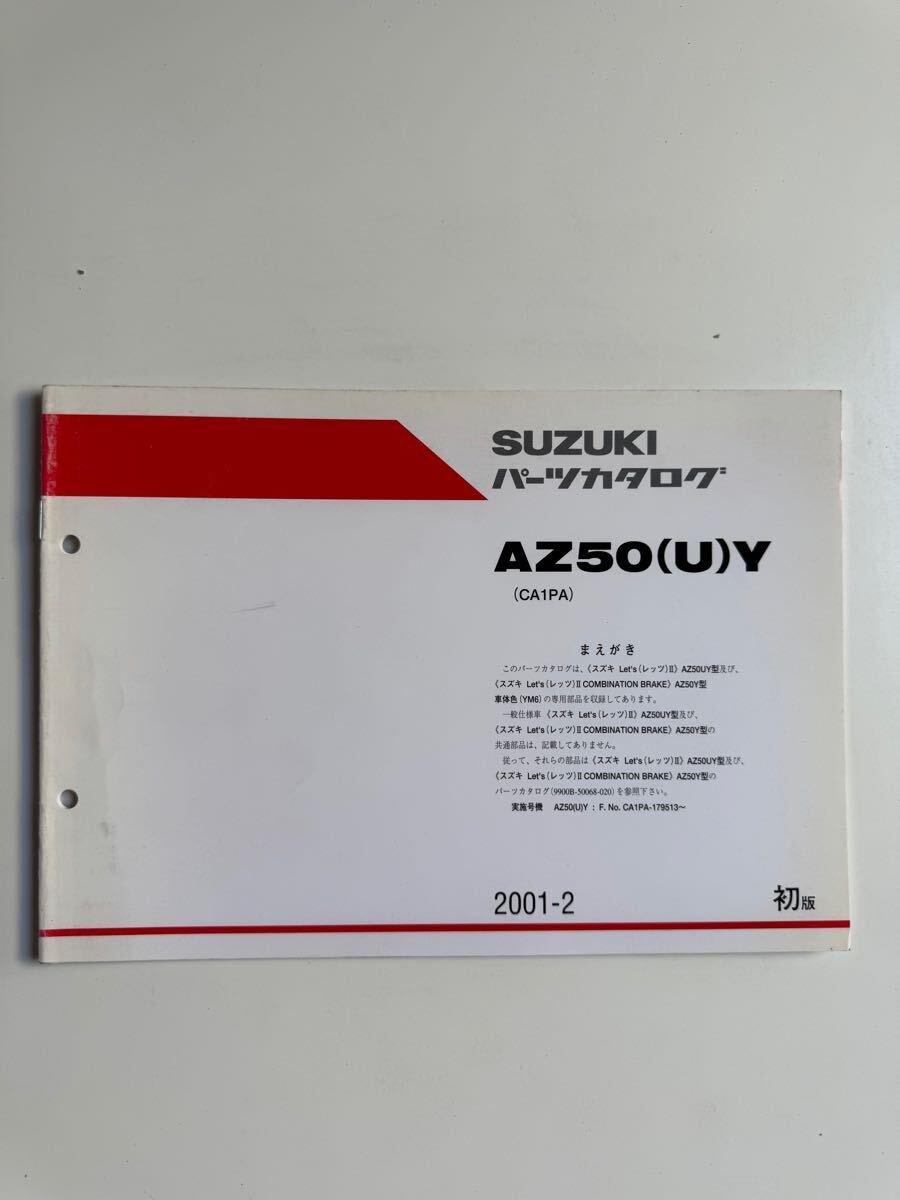 SUZUKI
パーツカタログ
AZ50(U)Y
(CA1PA)
まえがき
このパーツカタログは、《スズキ Let's(レッツ)II》AZ50UY型及び、
《スズキ Let's(レッツ)II COMBINATION BRAKE》AZ50Y型
車体色(YM6)の専用部品を収録してあります。
一般仕様車《スズキ Let's(レッツ)II》AZ50UY型及び、
《スズキ Let's(レッツ)II COMBINATION BRAKE》AZ50Y型の
共通部品は、記載してありません。
従って、それらの部品は《スズキ Let's(レッツ)II》AZ50UY型及び、
《スズキ Let's(レッツ)II COMBINATION BRAKE》AZ50Y型の
パーツカタログ(9900B-50068-020)を参照下さい。
実施号機 AZ50(U)Y : F. No. CA1PA-179513〜
2001-2
初版